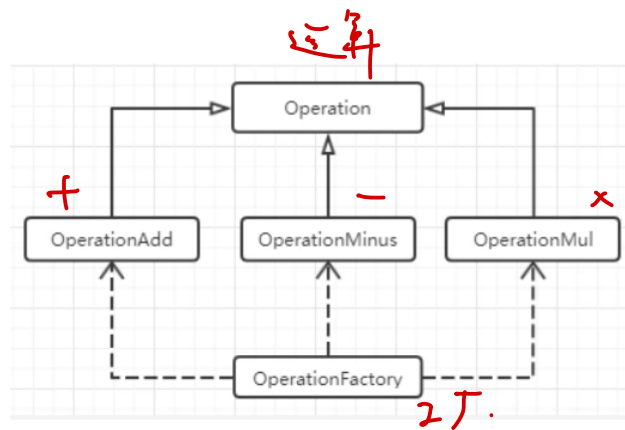 运算
Operation
+ − ×
OperationAdd OperationMinus OperationMul
OperationFactory
工厂.